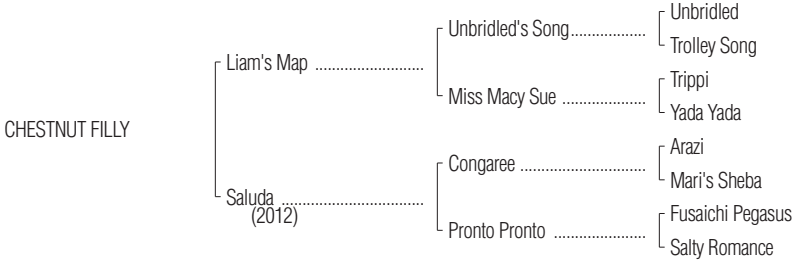 Unbridled
Unbridled's Song...................
Trolley Song
Liam's Map ..........................
Trippi
Miss Macy Sue ....................
Yada Yada
CHESTNUT FILLY
Arazi
Congaree ..............................
Mari's Sheba
Saluda ..................................
(2012)
Fusaichi Pegasus
Pronto Pronto ......................
Salty Romance